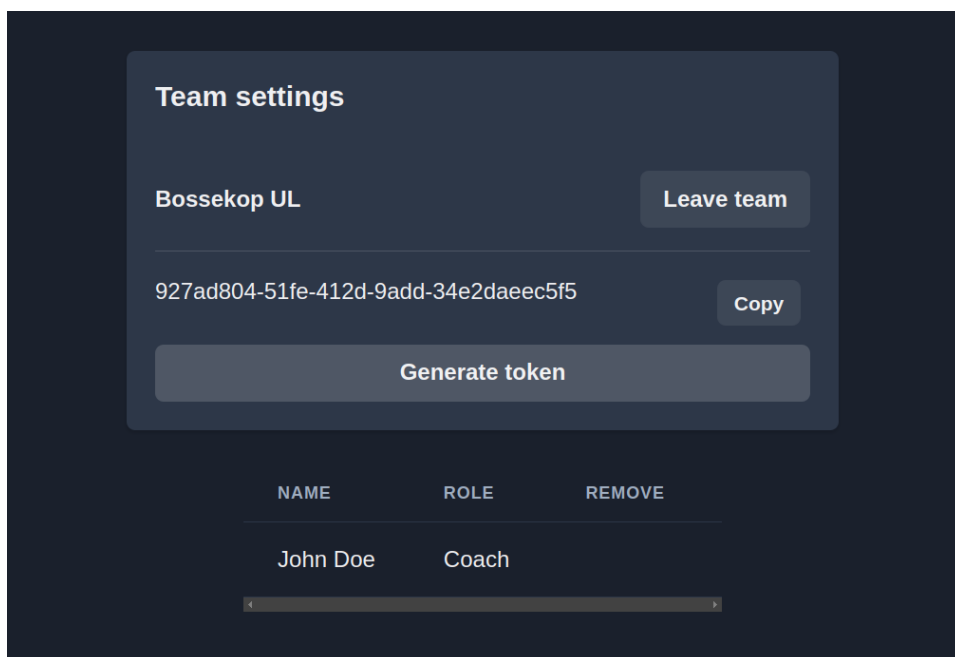 Team settings
Bossekop UL
Leave team
927ad804-51fe-412d-9add-34e2daeec5f5
Copy
Generate token
NAME ROLE REMOVE
John Doe Coach